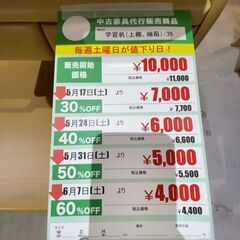 中古家具代行販売商品
学習机(上棚、袖箱)/35
毎週土曜日が値下り日!
販売開始
価格
¥10,000
税込価格
¥11,000
5月17日(土) より
30%OFF
¥7,000
税込価格
¥7,700
5月24日(土) より
40%OFF
¥6,000
税込価格
¥6,600
5月31日(土) より
50%OFF
¥5,000
税込価格
¥5,500
6月7日(土) より
60%OFF
¥4,000
税込価格
¥4,400
サイズ
W
D